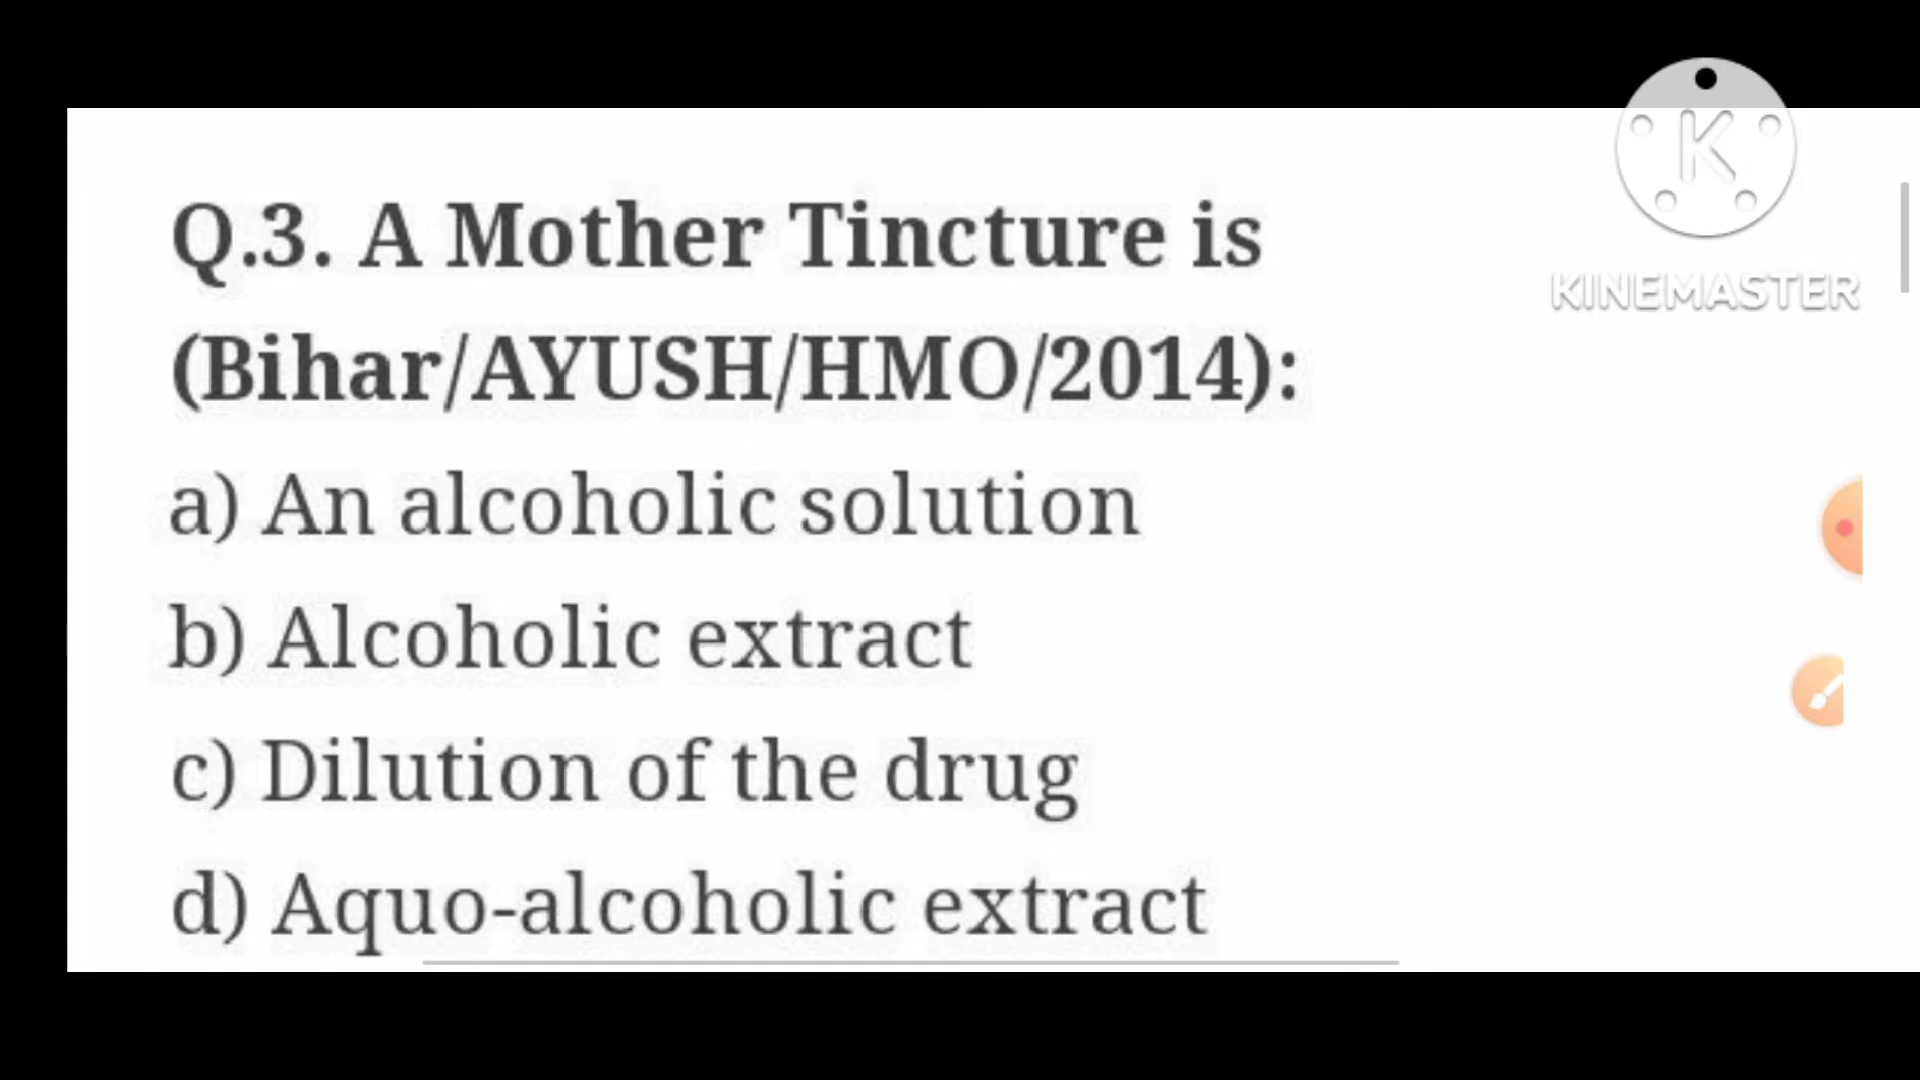 K
KINEMASTER
Q.3. A Mother Tincture is
(Bihar/AYUSH/HMO/2014):
a) An alcoholic solution
b) Alcoholic extract
c) Dilution of the drug
d) Aquo-alcoholic extract